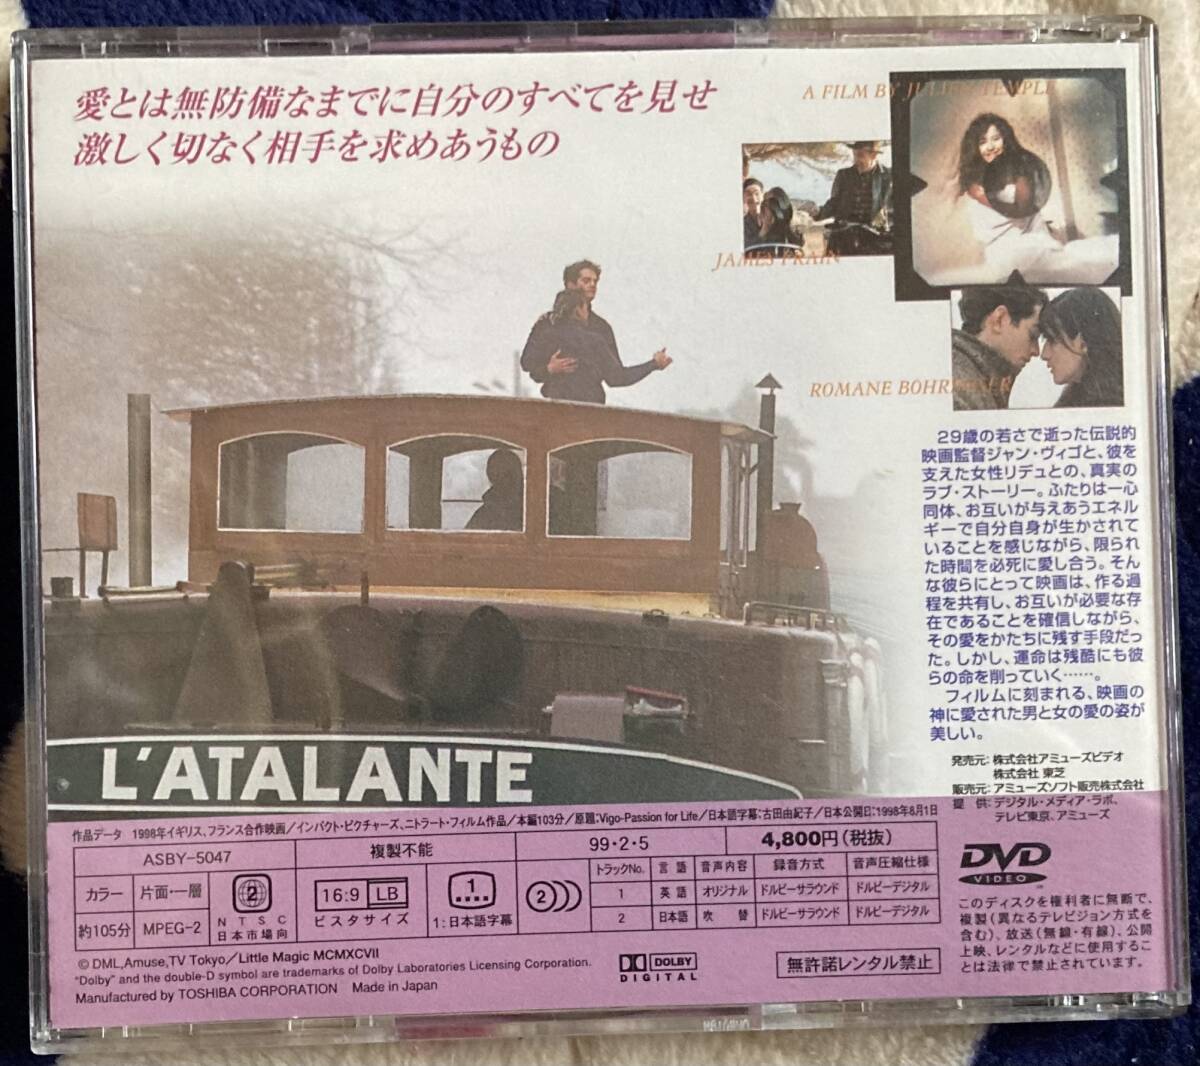 愛とは無防備なまでに自分のすべてを見せ
激しく切なく相手を求めあうもの
A FILM BY JULIEN TEMPLE
JAMES FRAIN
ROMANE BOHRINGER
29歳の若さで逝った伝説的
映画監督ジャン・ヴィゴと、彼を
支えた女性リデュとの、真実の
ラブ・ストーリー。ふたりは一心
同体、お互いが与えあうエネル
ギーで自分自身が生かされて
いることを感じながら、限られ
た時間を必死に愛し合う。そん
な彼らにとって映画は、作る過
程を共有し、お互いが必要な存
在であることを確信しながら、
その愛をかたちに残す手段だっ
た。しかし、運命は残酷にも彼
らの命を削っていく……。
フィルムに刻まれる、映画の
神に愛された男と女の愛の姿が
美しい。
発売元：株式会社アミューズビデオ
株式会社 東芝
販売元：アミューズソフト販売株式会社
提 供：デジタル・メディア・ラボ、
テレビ東京、アミューズ
L'ATALANTE
作品データ 1998年イギリス、フランス合作映画／インパクト・ピクチャーズ、ニトラート・フィルム作品／本編103分／原題：Vigo-Passion for Life／日本語字幕：古田由紀子／日本公開日：1998年8月1日
ASBY-5047 複製不能 99・2・5 4,800円（税抜）
カラー 片面・一層 2 NTSC 日本市場向
約105分 MPEG-2
16:9 LB ビスタサイズ
1 1：日本語字幕
2
トラックNo. 言語 音声内容 録音方式 音声圧縮仕様
1 英語 オリジナル ドルビーサラウンド ドルビーデジタル
2 日本語 吹替 ドルビーサラウンド ドルビーデジタル
© DML,Amuse,TV Tokyo／Little Magic MCMXCVII
"Dolby" and the double-D symbol are trademarks of Dolby Laboratories Licensing Corporation.
Manufactured by TOSHIBA CORPORATION Made in Japan
DOLBY DIGITAL
無許諾レンタル禁止
DVD VIDEO
このディスクを権利者に無断で、
複製（異なるテレビジョン方式を
含む）、放送（無線・有線）、公開
上映、レンタルなどに使用するこ
とは法律で禁止されています。